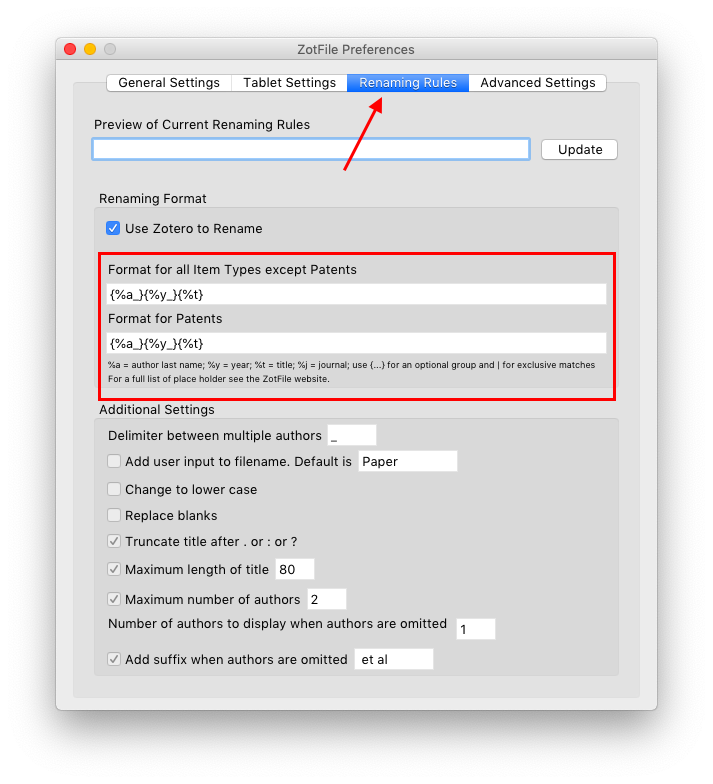 ZotFile Preferences
General Settings Tablet Settings Renaming Rules Advanced Settings
Preview of Current Renaming Rules
Update
Renaming Format
Use Zotero to Rename
Format for all Item Types except Patents
{%a_}{%y_}{%t}
Format for Patents
{%a_}{%y_}{%t}
%a = author last name; %y = year; %t = title; %j = journal; use {...} for an optional group and | for exclusive matches
For a full list of place holder see the ZotFile website.
Additional Settings
Delimiter between multiple authors _
Add user input to filename. Default is Paper
Change to lower case
Replace blanks
Truncate title after . or : or ?
Maximum length of title 80
Maximum number of authors 2
Number of authors to display when authors are omitted 1
Add suffix when authors are omitted et al